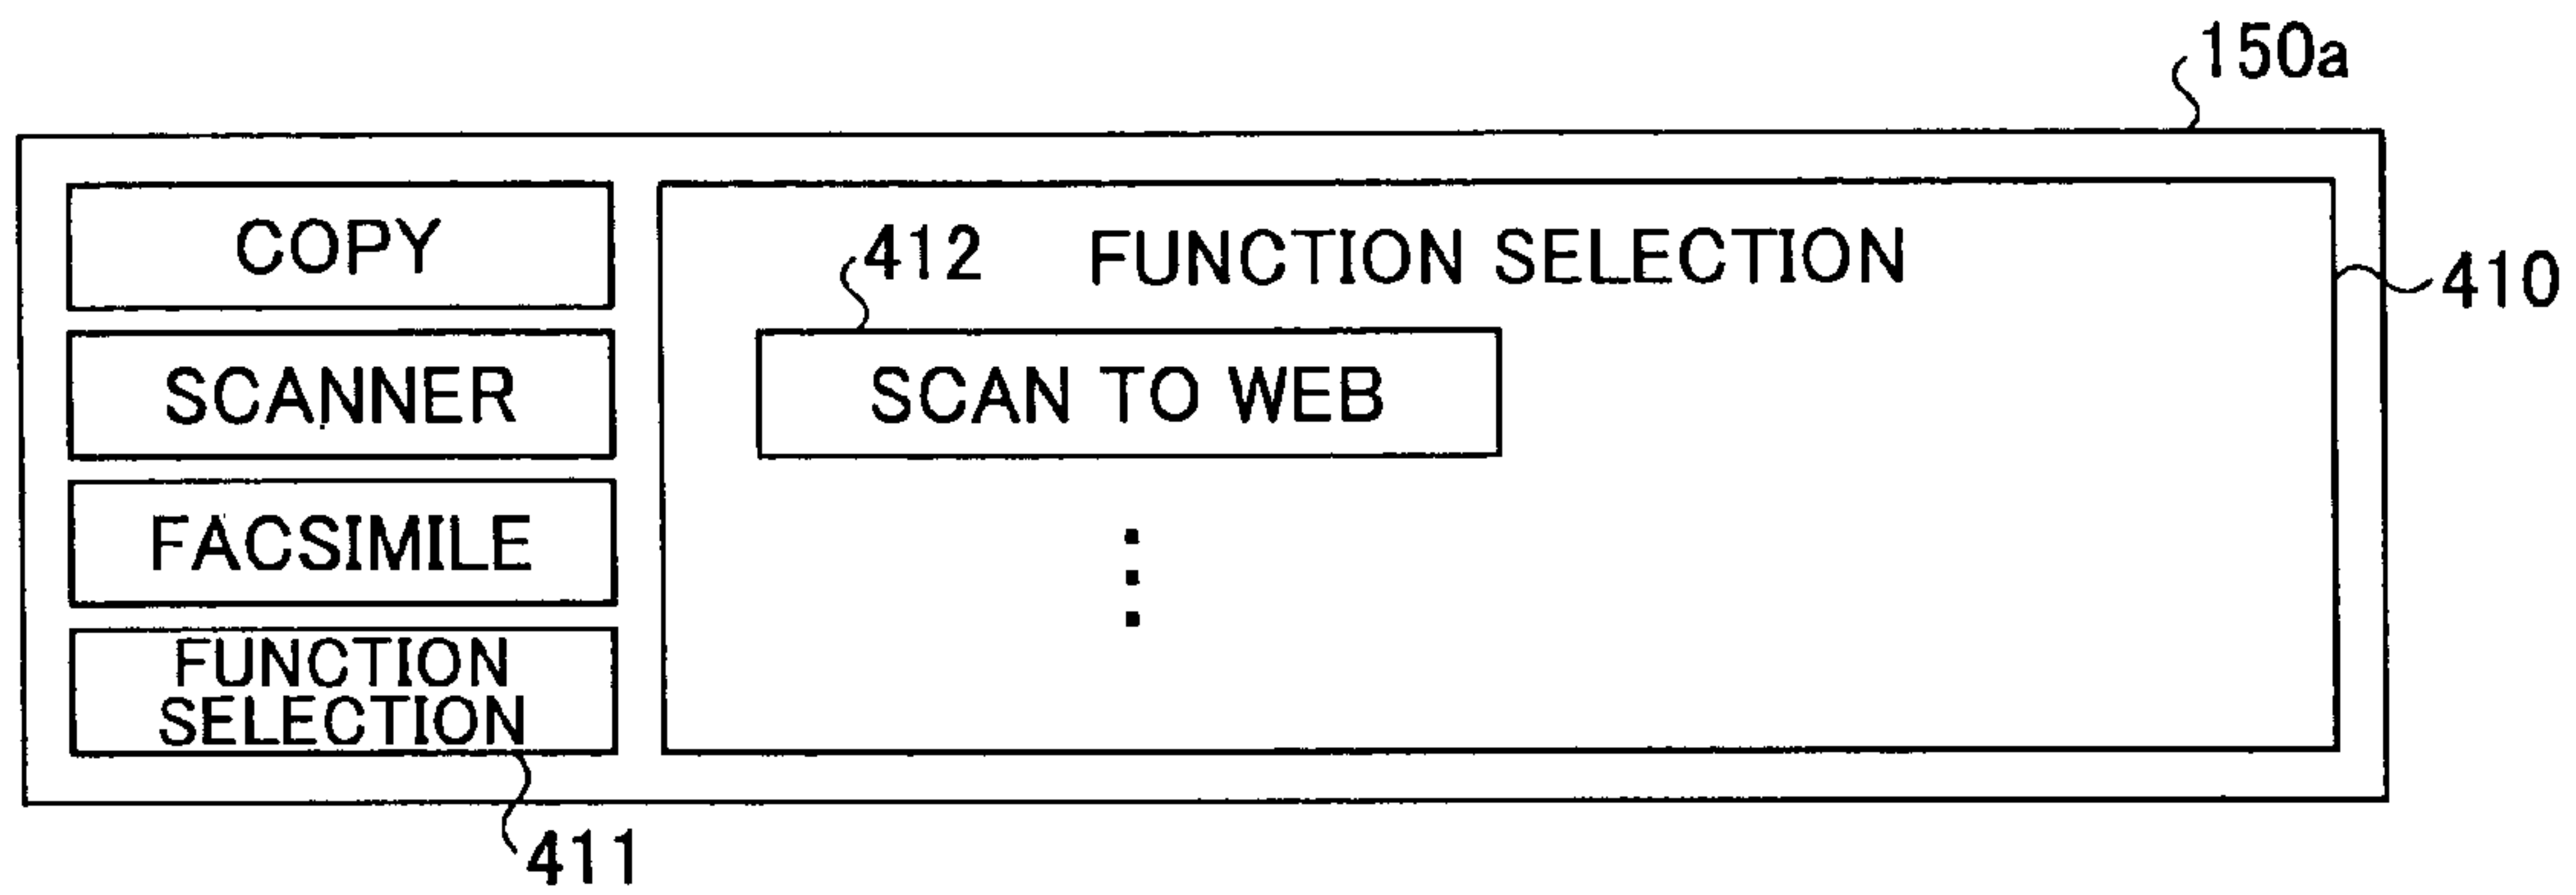 150a
COPY
SCANNER
FACSIMILE
FUNCTION
SELECTION
411
412
FUNCTION SELECTION
410
SCAN TO WEB